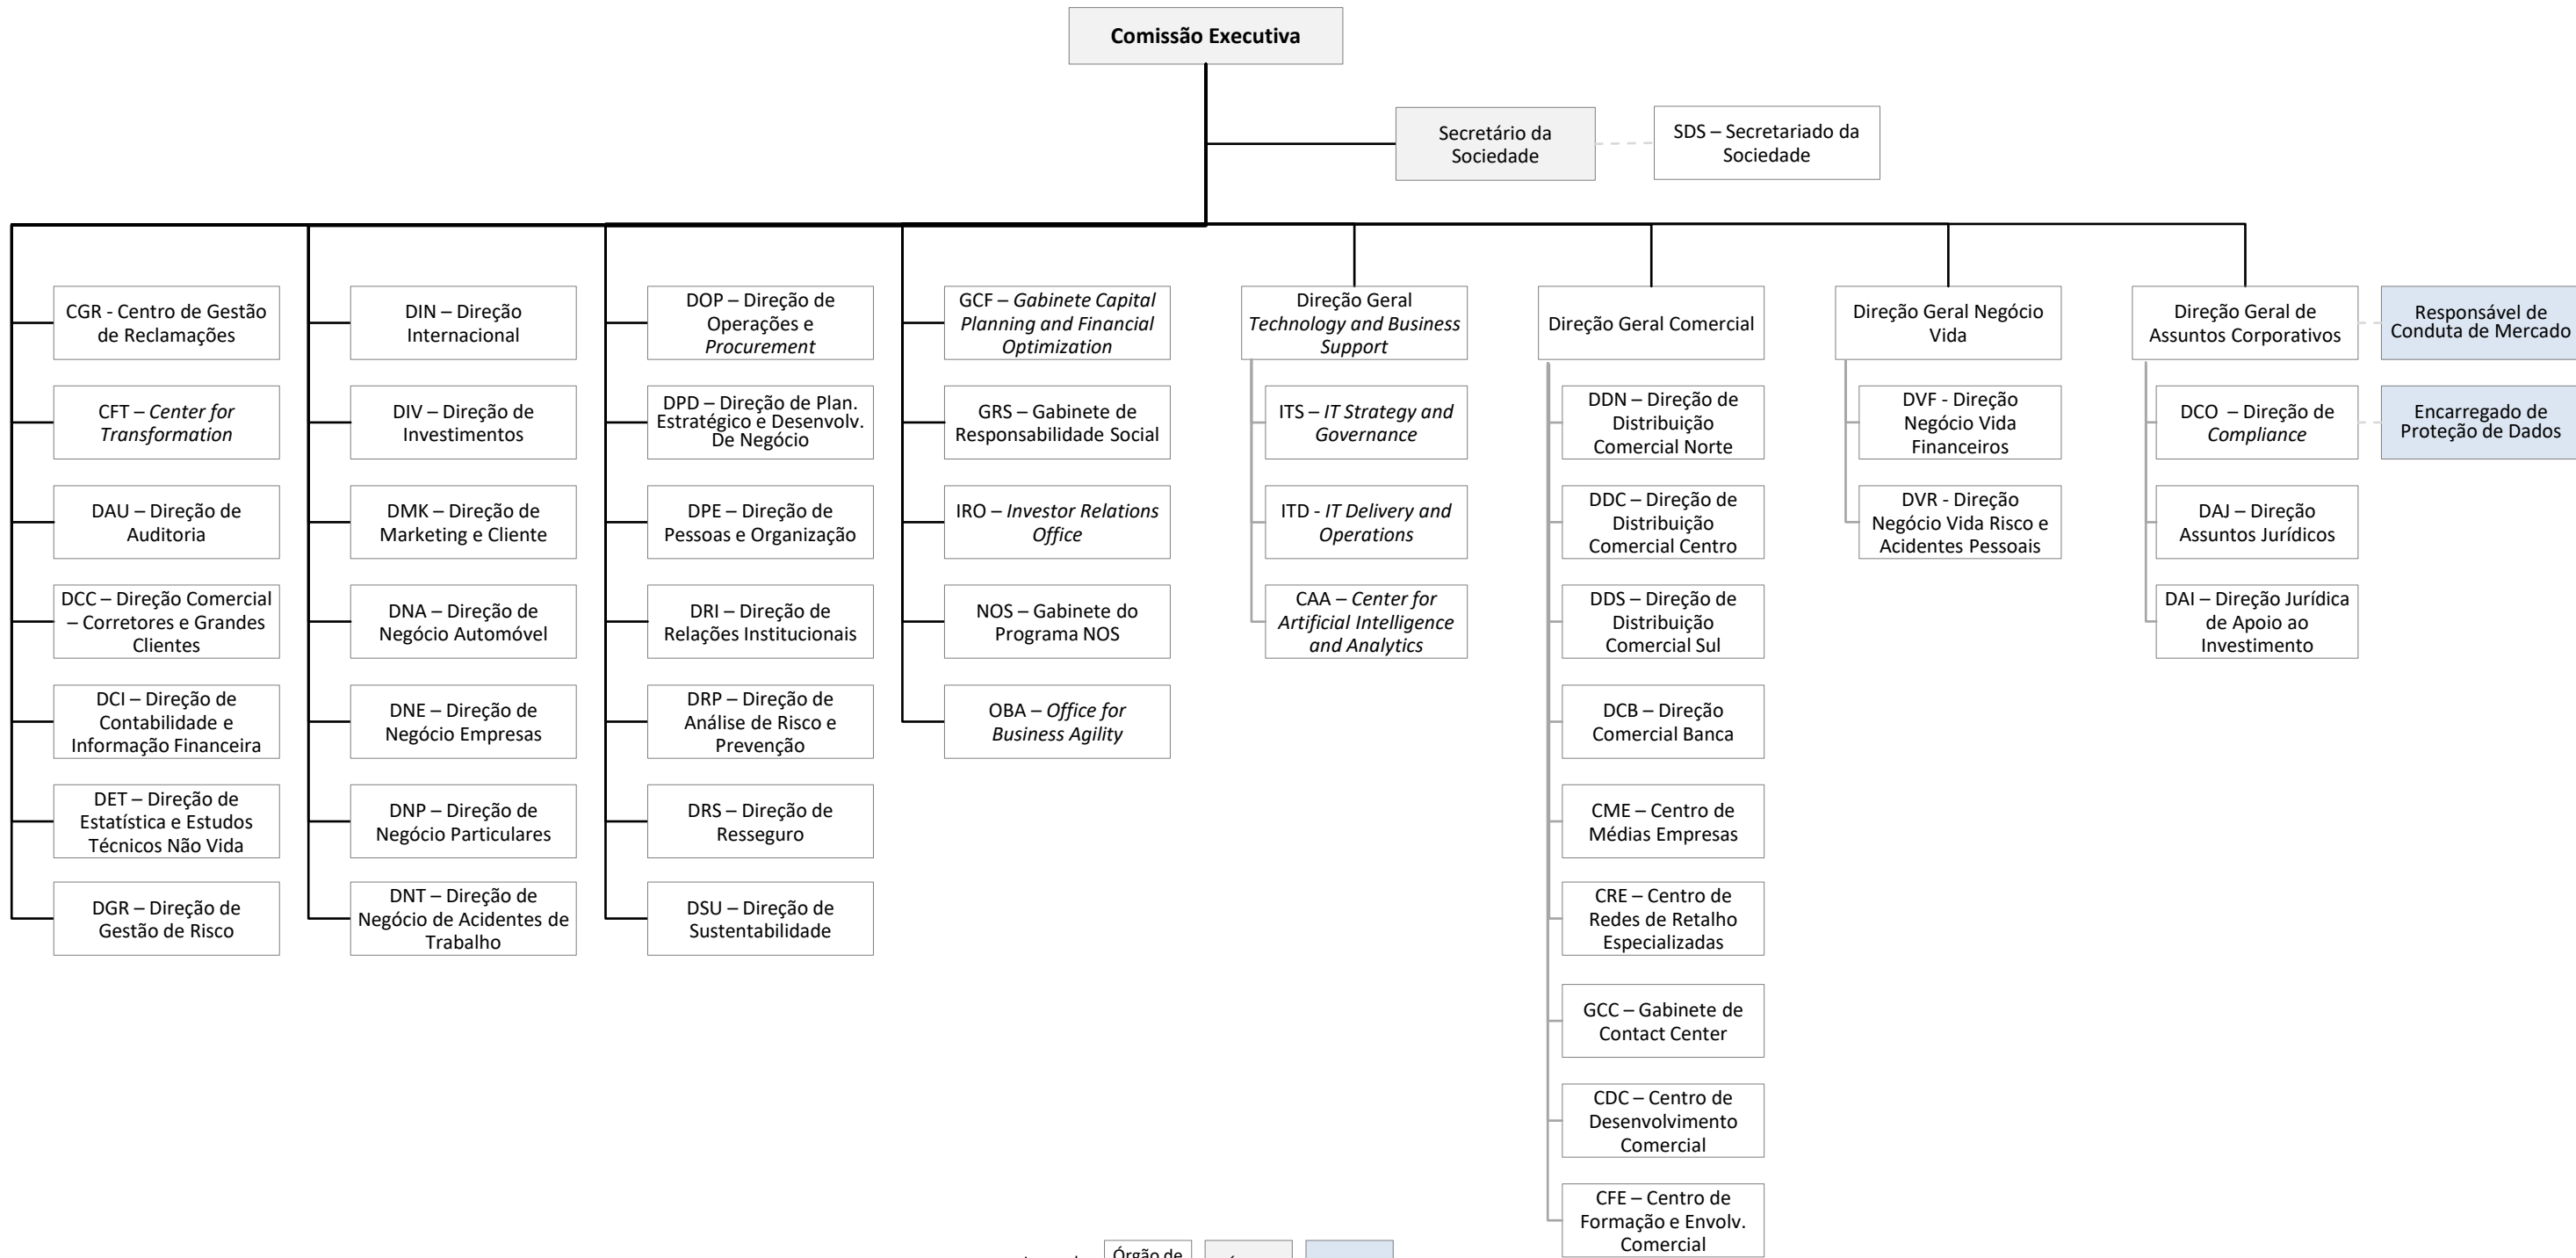 Comissão Executiva
Secretário da
Sociedade
SDS – Secretariado da
Sociedade
CGR - Centro de Gestão
de Reclamações
CFT – Center for
Transformation
DAU – Direção de
Auditoria
DCC – Direção Comercial
– Corretores e Grandes
Clientes
DCI – Direção de
Contabilidade e
Informação Financeira
DET – Direção de
Estatística e Estudos
Técnicos Não Vida
DGR – Direção de
Gestão de Risco
DIN – Direção
Internacional
DIV – Direção de
Investimentos
DMK – Direção de
Marketing e Cliente
DNA – Direção de
Negócio Automóvel
DNE – Direção de
Negócio Empresas
DNP – Direção de
Negócio Particulares
DNT – Direção de
Negócio de Acidentes de
Trabalho
DOP – Direção de
Operações e
Procurement
DPD – Direção de Plan.
Estratégico e Desenvolv.
De Negócio
DPE – Direção de
Pessoas e Organização
DRI – Direção de
Relações Institucionais
DRP – Direção de
Análise de Risco e
Prevenção
DRS – Direção de
Resseguro
DSU – Direção de
Sustentabilidade
GCF – Gabinete Capital
Planning and Financial
Optimization
GRS – Gabinete de
Responsabilidade Social
IRO – Investor Relations
Office
NOS – Gabinete do
Programa NOS
OBA – Office for
Business Agility
Direção Geral
Technology and Business
Support
ITS – IT Strategy and
Governance
ITD - IT Delivery and
Operations
CAA – Center for
Artificial Intelligence
and Analytics
Direção Geral Comercial
DDN – Direção de
Distribuição
Comercial Norte
DDC – Direção de
Distribuição
Comercial Centro
DDS – Direção de
Distribuição
Comercial Sul
DCB – Direção
Comercial Banca
CME – Centro de
Médias Empresas
CRE – Centro de
Redes de Retalho
Especializadas
GCC – Gabinete de
Contact Center
CDC – Centro de
Desenvolvimento
Comercial
CFE – Centro de
Formação e Envolv.
Comercial
Direção Geral Negócio
Vida
DVF - Direção
Negócio Vida
Financeiros
DVR - Direção
Negócio Vida Risco e
Acidentes Pessoais
Direção Geral de
Assuntos Corporativos
DCO – Direção de
Compliance
DAJ – Direção
Assuntos Jurídicos
DAI – Direção Jurídica
de Apoio ao
Investimento
Responsável de
Conduta de Mercado
Encarregado de
Proteção de Dados
Órgão de